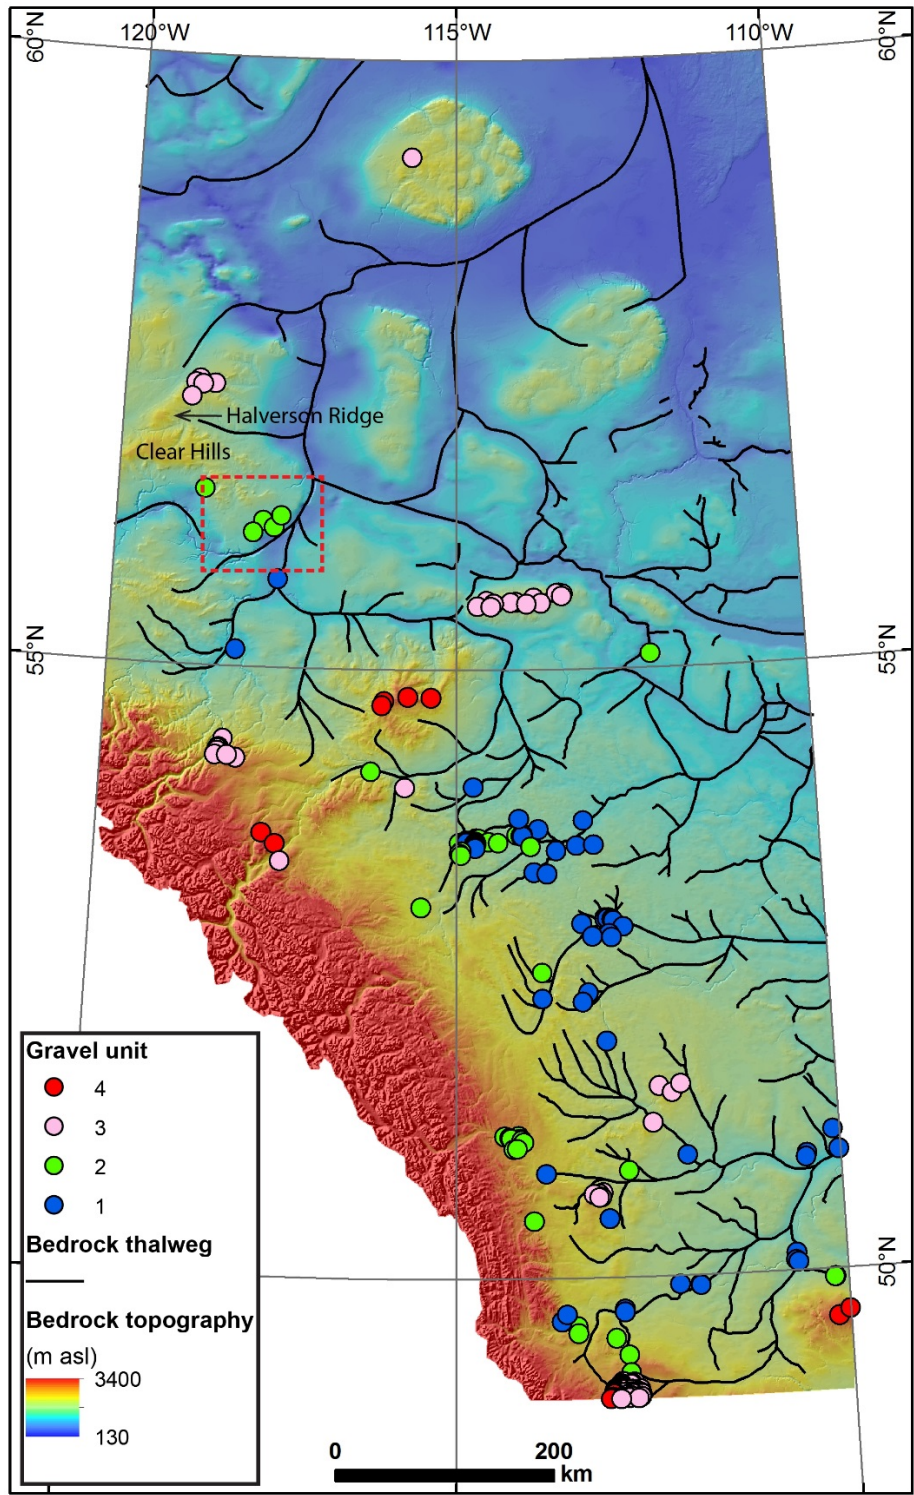 120°W 115°W 110°W
60°N 60°N
Halverson Ridge
Clear Hills
55°N 55°N
Gravel unit
4
3
2
1
Bedrock thalweg
50°N
Bedrock topography
(m asl)
3400
130
0 200
km